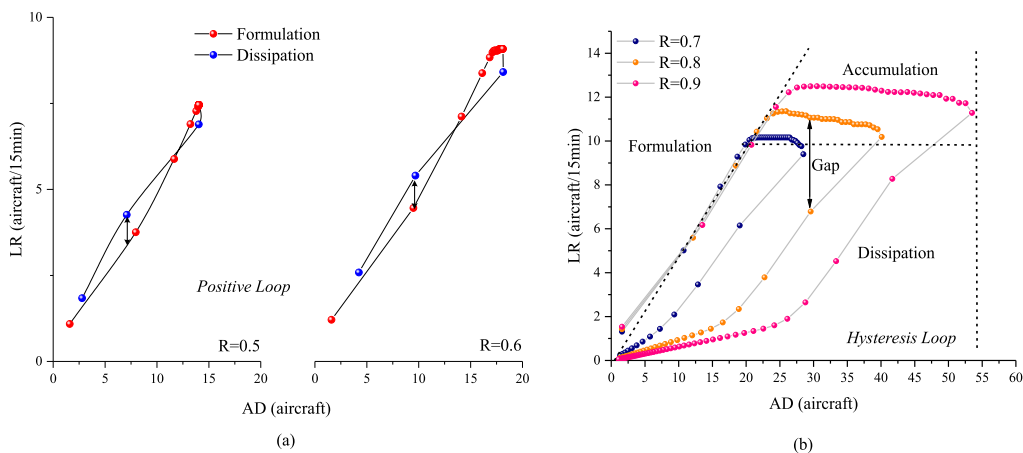 (a)
10
5
0
LR (aircraft/15min)
Formulation
Dissipation
Positive Loop
R=0.5
R=0.6
0 5 10 15 20
0 5 10 15 20
AD (aircraft)
(a)
(b)
14
12
10
8
6
4
2
0
LR (aircraft/15min)
R=0.7
R=0.8
R=0.9
Accumulation
Formulation
Gap
Dissipation
Hysteresis Loop
0 5 10 15 20 25 30 35 40 45 50 55 60
AD (aircraft)
(b)